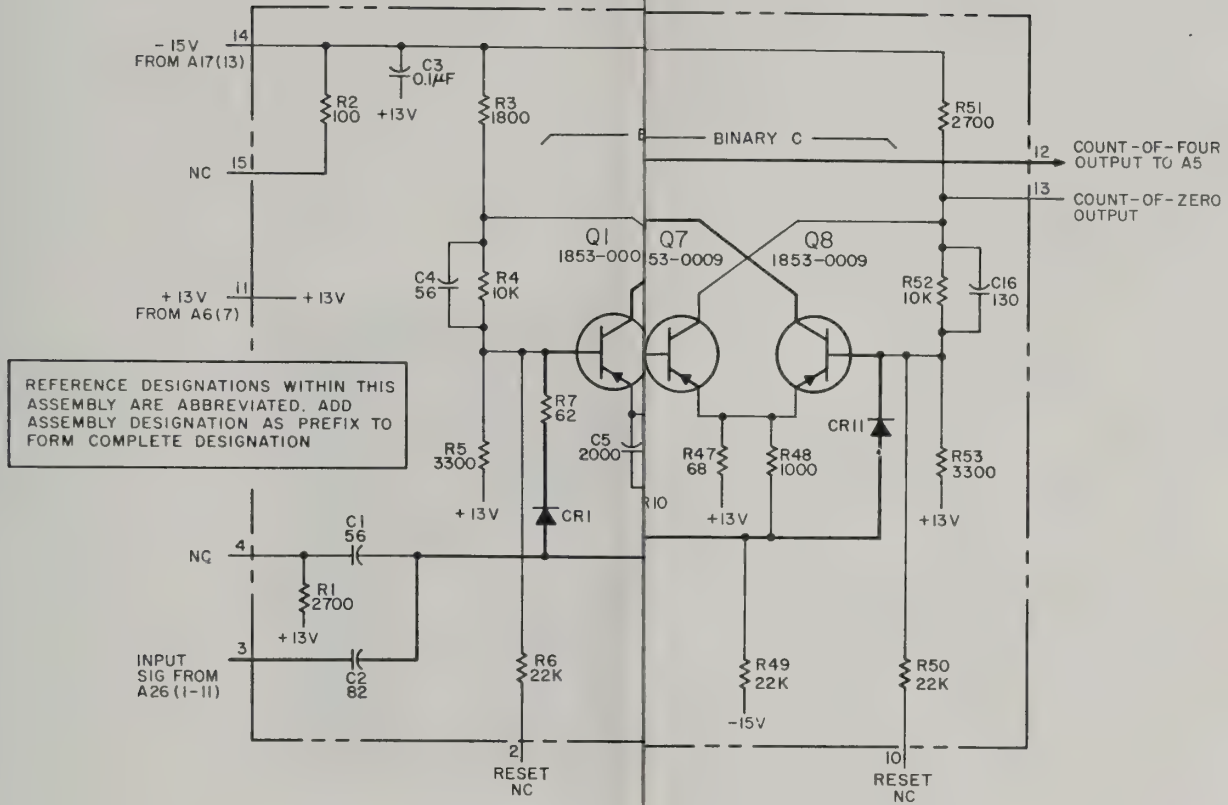 908-11
-15V
FROM A17(13)
14
R2
100
C3
0.1µF
+13V
R3
1800
NC
15
BINARY C
R51
2700
12
COUNT-OF-FOUR
OUTPUT TO A5
13
COUNT-OF-ZERO
OUTPUT
+13V
FROM A6(7)
11
+13V
C4
56
R4
10K
Q1
1853-000
Q7
53-0009
Q8
1853-0009
R52
10K
C16
130
REFERENCE DESIGNATIONS WITHIN THIS
ASSEMBLY ARE ABBREVIATED. ADD
ASSEMBLY DESIGNATION AS PREFIX TO
FORM COMPLETE DESIGNATION
R5
3300
+13V
R7
62
CR1
C5
2000
R10
R47
68
+13V
R48
1000
CR11
R53
3300
+13V
NC
4
C1
56
R1
2700
+13V
INPUT
SIG FROM
A26(1-11)
3
C2
82
R6
22K
R49
22K
-15V
R50
22K
2
RESET
NC
10
RESET
NC